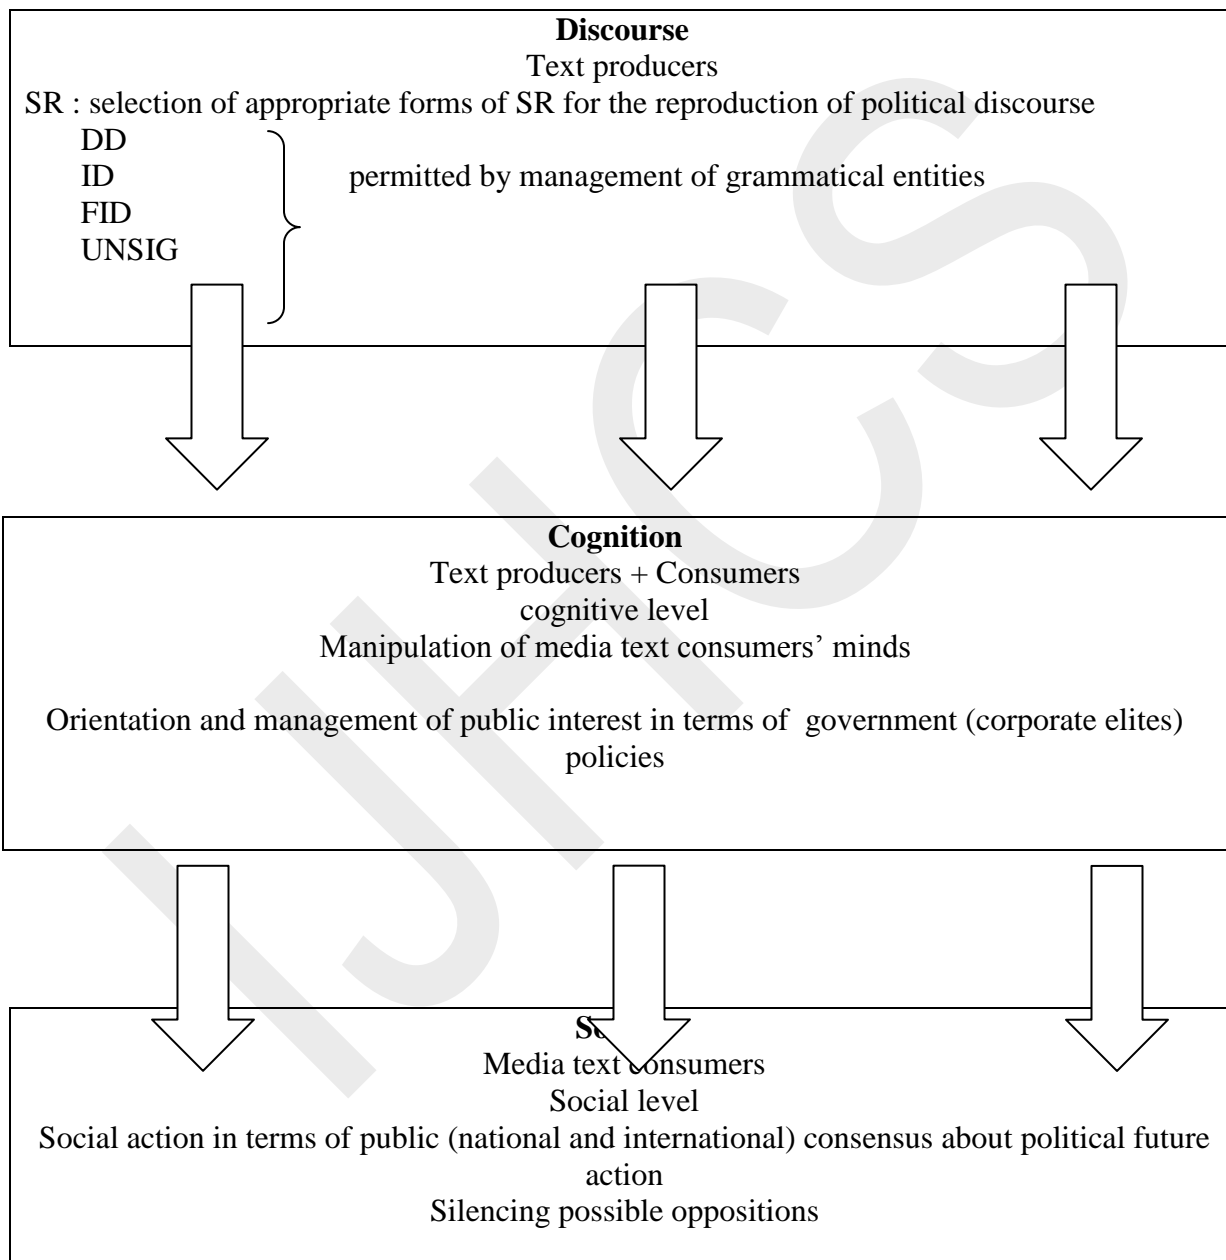 Discourse
Text producers
SR : selection of appropriate forms of SR for the reproduction of political discourse
DD
ID permitted by management of grammatical entities
FID
UNSIG
Cognition
Text producers + Consumers
cognitive level
Manipulation of media text consumers’ minds
Orientation and management of public interest in terms of government (corporate elites)
policies
Media text consumers
Social level
Social action in terms of public (national and international) consensus about political future
action
Silencing possible oppositions
IJHCS